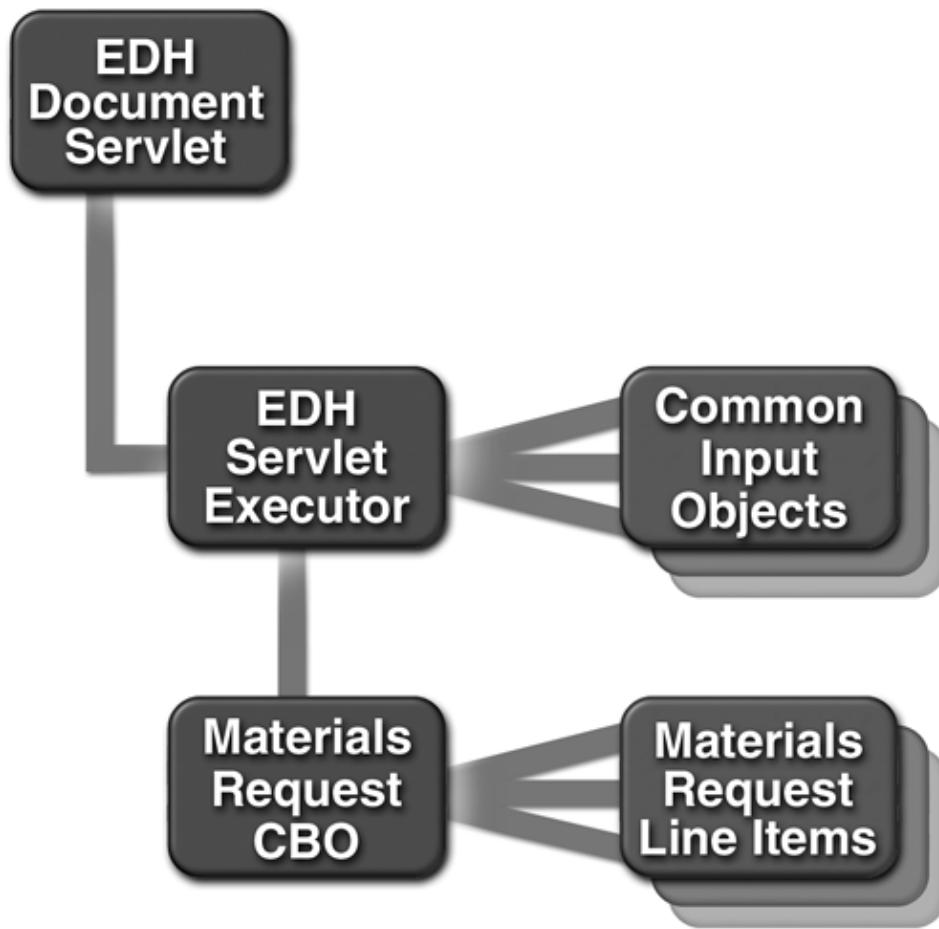 EDH
Document
Servlet
EDH
Servlet
Executor
Common
Input
Objects
Materials
Request
CBO
Materials
Request
Line Items